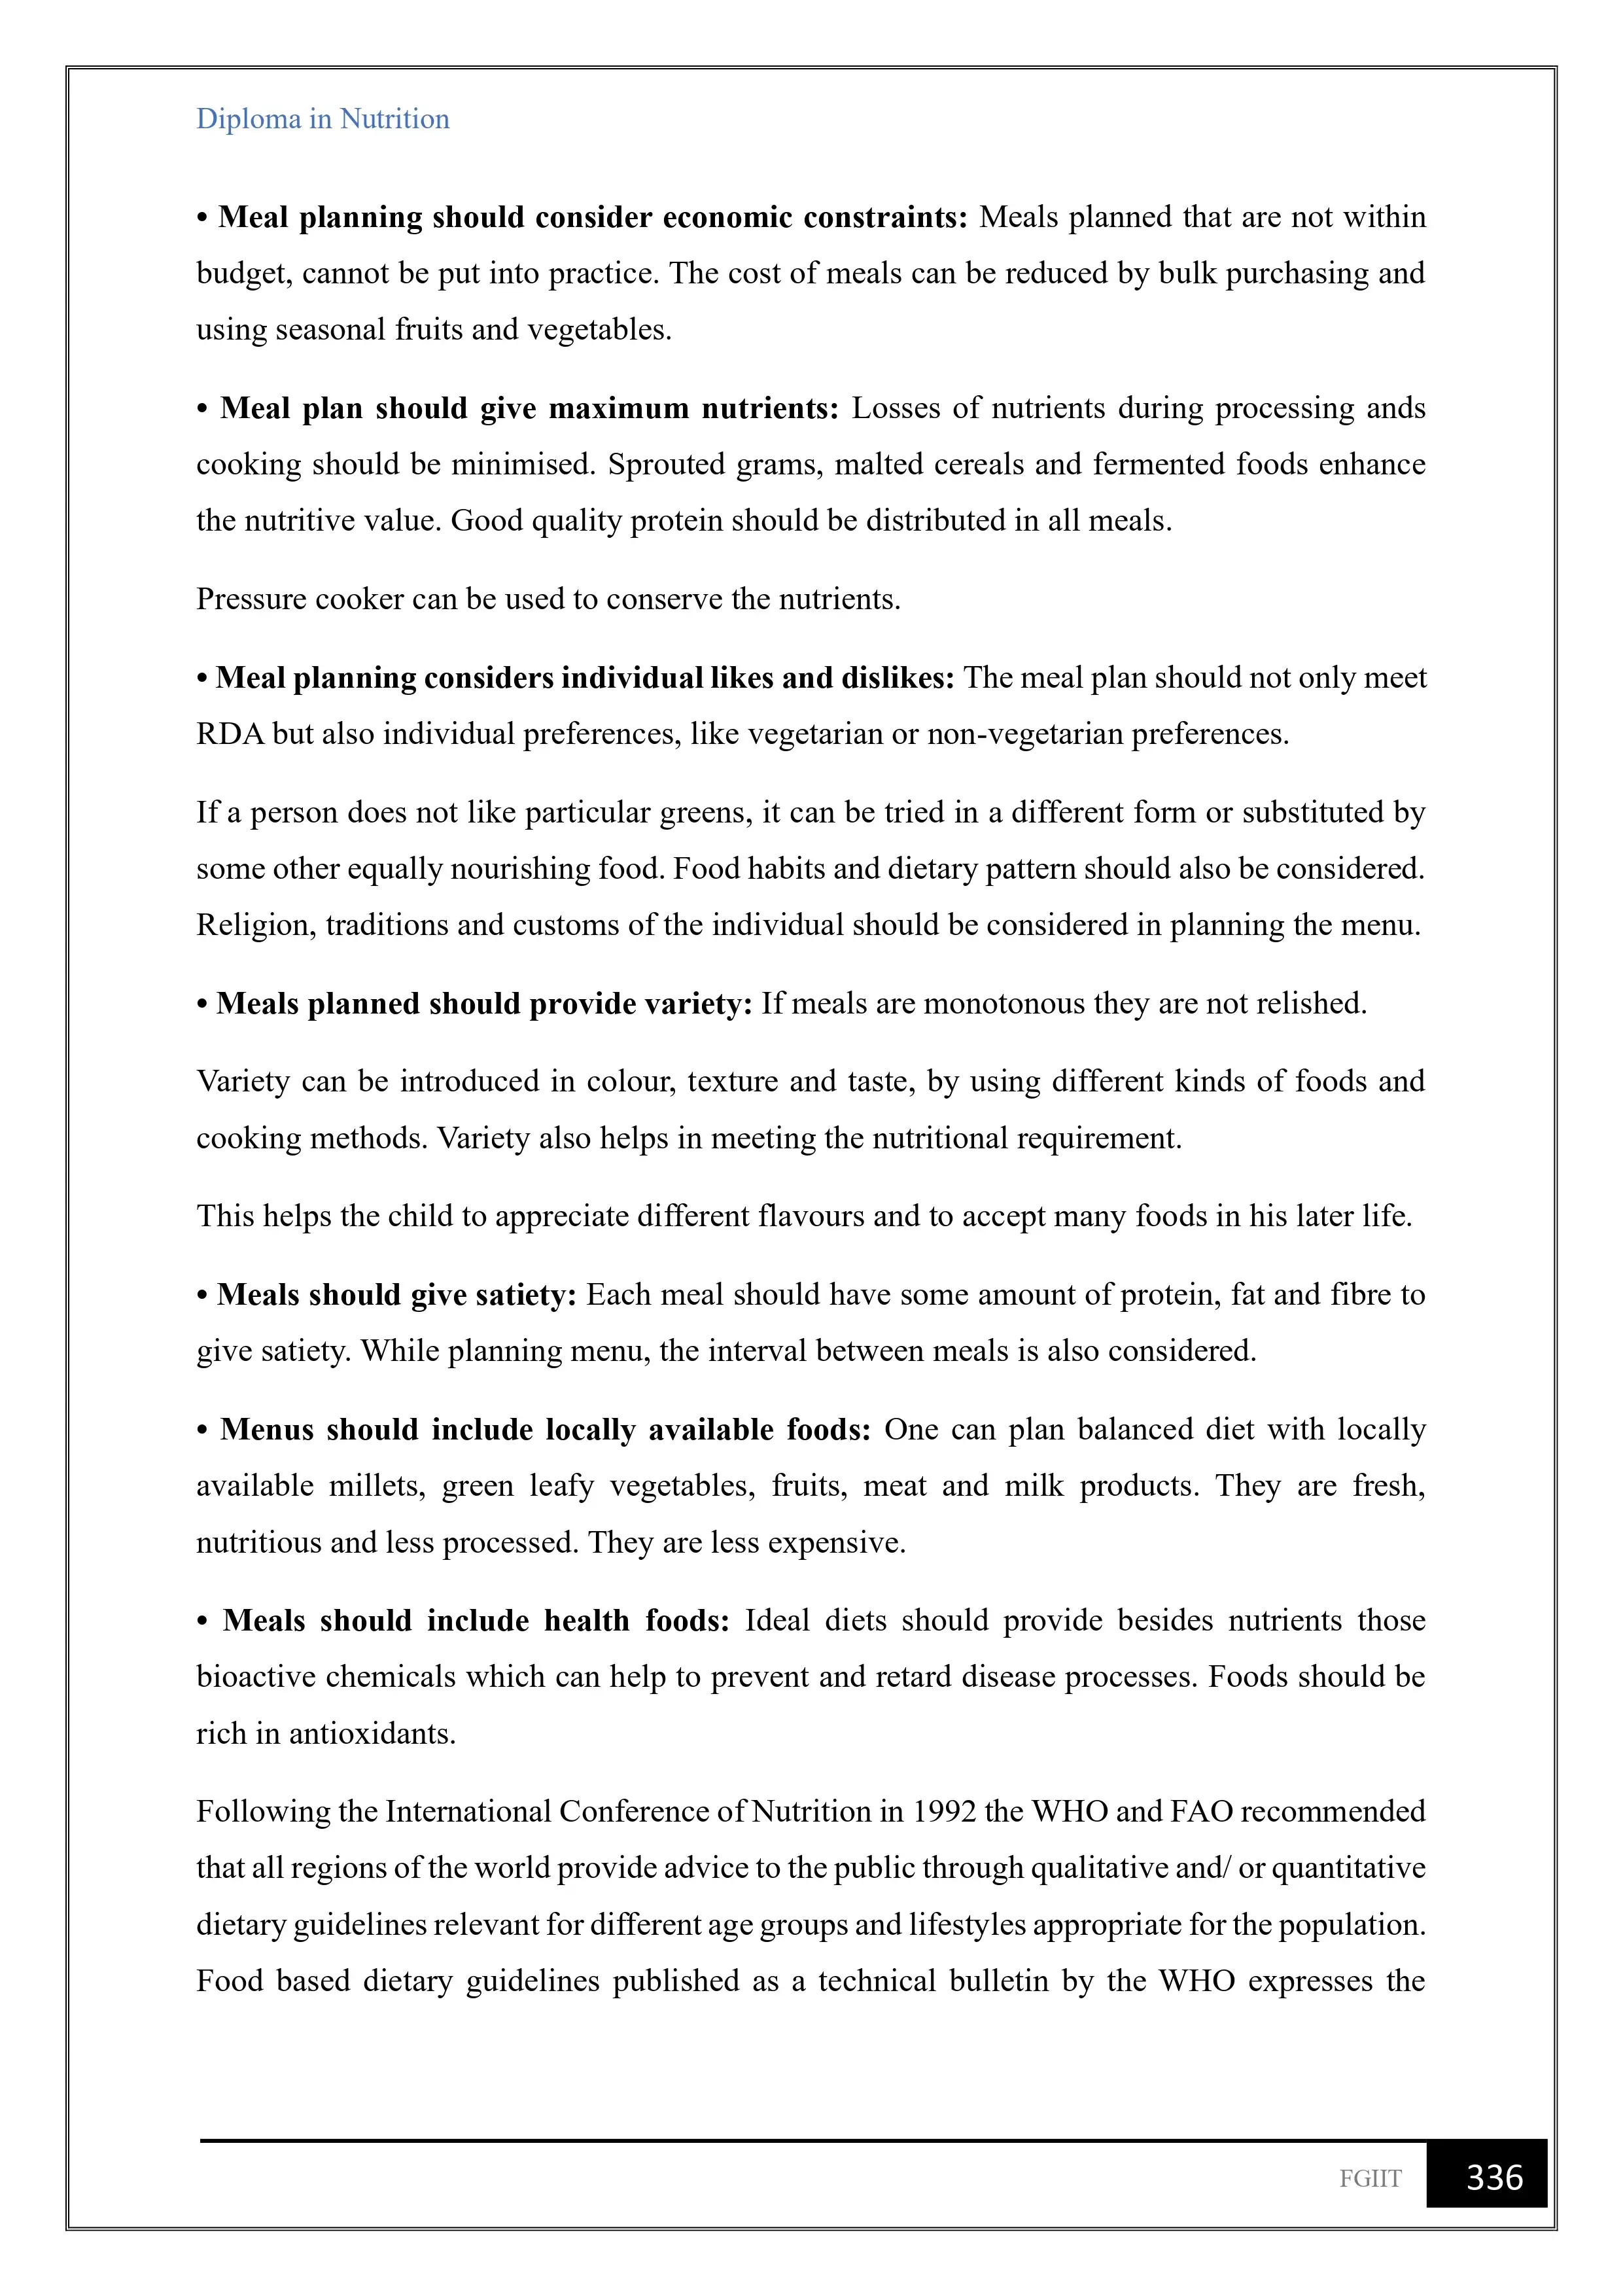 Diploma in Nutrition
• Meal planning should consider economic constraints: Meals planned that are not within
budget, cannot be put into practice. The cost of meals can be reduced by bulk purchasing and
using seasonal fruits and vegetables.
• Meal plan should give maximum nutrients: Losses of nutrients during processing ands
cooking should be minimised. Sprouted grams, malted cereals and fermented foods enhance
the nutritive value. Good quality protein should be distributed in all meals.
Pressure cooker can be used to conserve the nutrients.
• Meal planning considers individual likes and dislikes: The meal plan should not only meet
RDA but also individual preferences, like vegetarian or non-vegetarian preferences.
If a person does not like particular greens, it can be tried in a different form or substituted by
some other equally nourishing food. Food habits and dietary pattern should also be considered.
Religion, traditions and customs of the individual should be considered in planning the menu.
• Meals planned should provide variety: If meals are monotonous they are not relished.
Variety can be introduced in colour, texture and taste, by using different kinds of foods and
cooking methods. Variety also helps in meeting the nutritional requirement.
This helps the child to appreciate different flavours and to accept many foods in his later life.
• Meals should give satiety: Each meal should have some amount of protein, fat and fibre to
give satiety. While planning menu, the interval between meals is also considered.
• Menus should include locally available foods: One can plan balanced diet with locally
available millets, green leafy vegetables, fruits, meat and milk products. They are fresh,
nutritious and less processed. They are less expensive.
• Meals should include health foods: Ideal diets should provide besides nutrients those
bioactive chemicals which can help to prevent and retard disease processes. Foods should be
rich in antioxidants.
Following the International Conference of Nutrition in 1992 the WHO and FAO recommended
that all regions of the world provide advice to the public through qualitative and/ or quantitative
dietary guidelines relevant for different age groups and lifestyles appropriate for the population.
Food based dietary guidelines published as a technical bulletin by the WHO expresses the
FGIIT 336